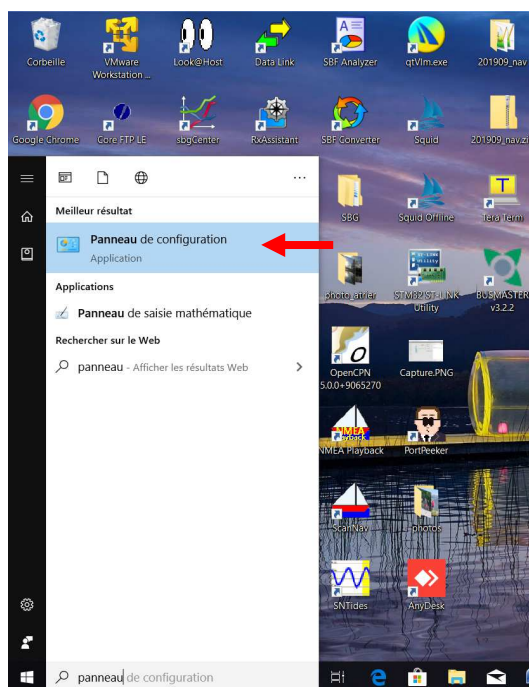 Corbeille
VMware
Workstation ...
Look@Host
Data Link
SBF Analyzer
qtVlm.exe
201909_nav
Google Chrome
Core FTP LE
sbgCenter
RxAssistant
SBF Converter
Squid
201909_nav.zi
Meilleur résultat
Panneau de configuration
Application
Applications
Panneau de saisie mathématique
Rechercher sur le Web
panneau - Afficher les résultats Web
SBG
Squid Offline
Tera Term
photo_atrier
STM32 ST-LINK
Utility
BUSMASTER
v3.2.2
OpenCPN
5.0.0+9065270
Capture.PNG
NMEA Playback
PortPeeker
ScanNav
photos
SNTides
AnyDesk
panneau de configuration